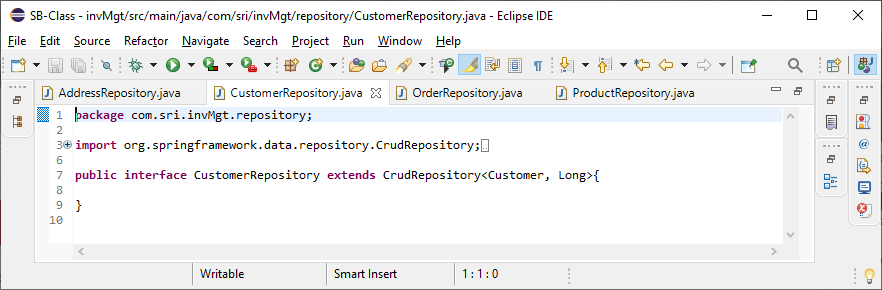 SB-Class - invMgt/src/main/java/com/sri/invMgt/repository/CustomerRepository.java - Eclipse IDE
File Edit Source Refactor Navigate Search Project Run Window Help
AddressRepository.java CustomerRepository.java OrderRepository.java ProductRepository.java
1 package com.sri.invMgt.repository;
2
3 import org.springframework.data.repository.CrudRepository;
6
7 public interface CustomerRepository extends CrudRepository<Customer, Long>{
8
9 }
10
Writable Smart Insert 1 : 1 : 0